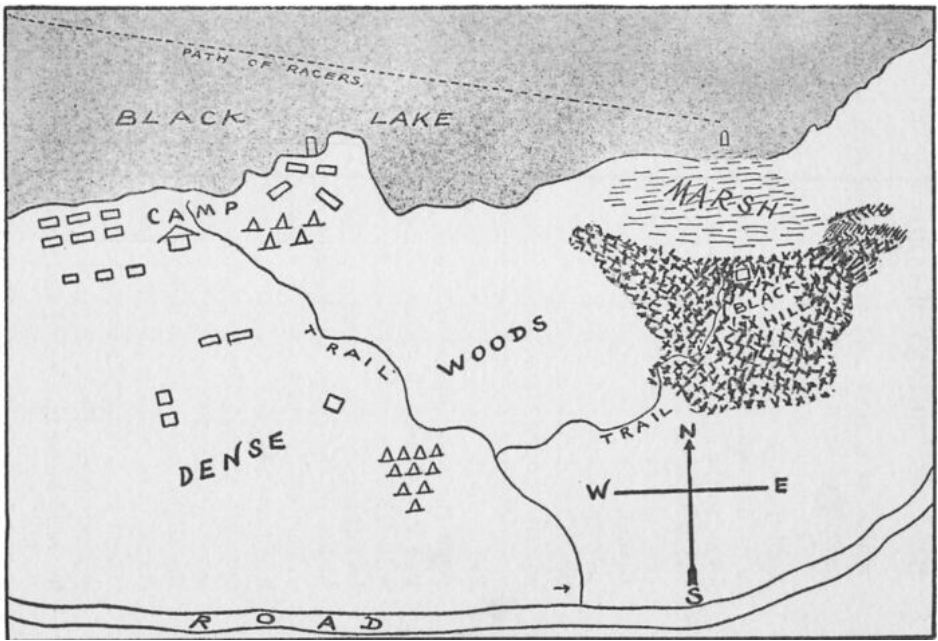 PATH OF RACERS.
BLACK LAKE
CAMP
MARSH
BLACK
HILL
TRAIL
WOODS
TRAIL
DENSE
N
W E
S
ROAD